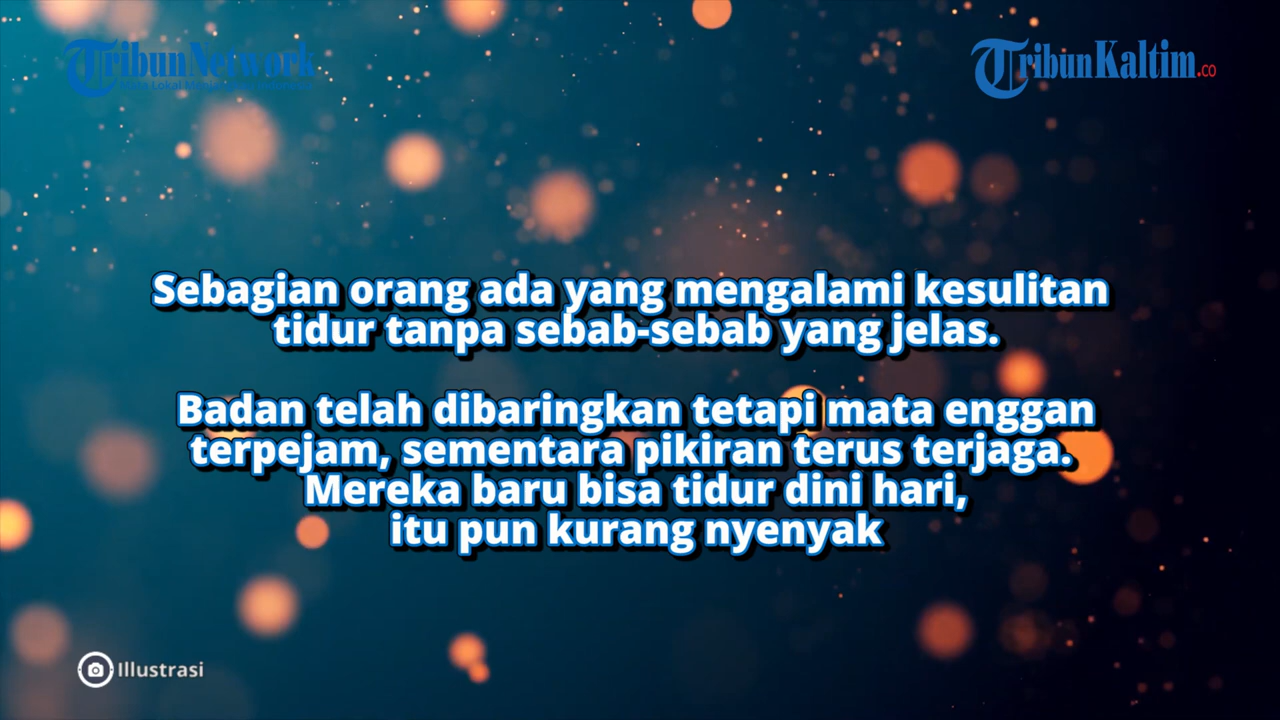 TribunNetwork
TribunKaltim.co
Sebagian orang ada yang mengalami kesulitan
tidur tanpa sebab-sebab yang jelas.
Badan telah dibaringkan tetapi mata enggan
terpejam, sementara pikiran terus terjaga.
Mereka baru bisa tidur dini hari,
itu pun kurang nyenyak
Illustrasi